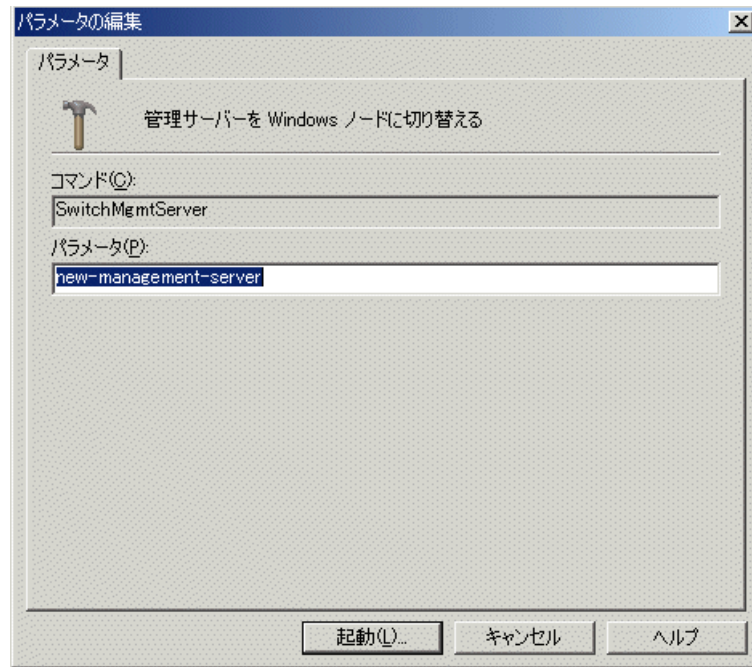 パラメータの編集
パラメータ
管理サーバーを Windows ノードに切り替える
コマンド(C):
SwitchMgmtServer
パラメータ(P):
new-management-server
起動(L)...
キャンセル
ヘルプ